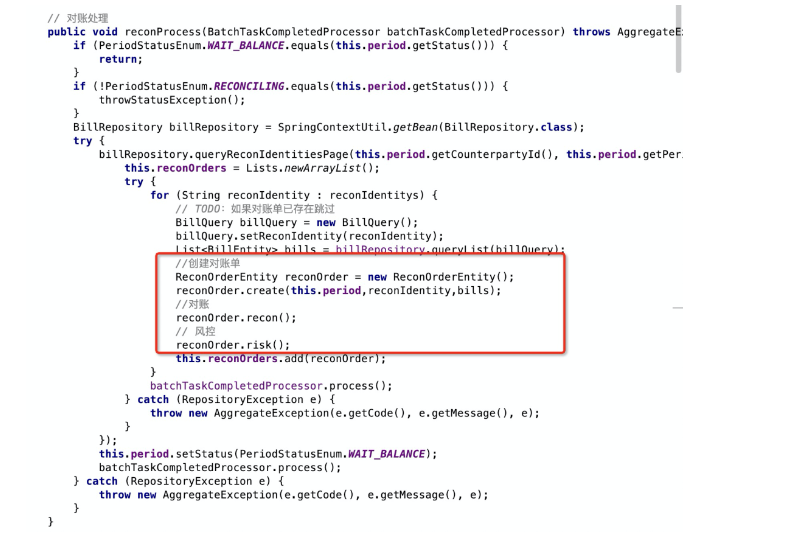 // 对账处理
public void reconProcess(BatchTaskCompletedProcessor batchTaskCompletedProcessor) throws AggregateE
if (PeriodStatusEnum.WAIT_BALANCE.equals(this.period.getStatus())) {
return;
}
if (!PeriodStatusEnum.RECONCILING.equals(this.period.getStatus())) {
throwStatusException();
}
BillRepository billRepository = SpringContextUtil.getBean(BillRepository.class);
try {
billRepository.queryReconIdentitiesPage(this.period.getCounterpartyId(), this.period.getPer
this.reconOrders = Lists.newArrayList();
try {
for (String reconIdentity : reconIdentitys) {
// TODO: 如果对账单已存在跳过
BillQuery billQuery = new BillQuery();
billQuery.setReconIdentity(reconIdentity);
List<BillEntity> bills = billRepository.queryList(billQuery);
//创建对账单
ReconOrderEntity reconOrder = new ReconOrderEntity();
reconOrder.create(this.period,reconIdentity,bills);
//对账
reconOrder.recon();
// 风控
reconOrder.risk();
this.reconOrders.add(reconOrder);
}
batchTaskCompletedProcessor.process();
} catch (RepositoryException e) {
throw new AggregateException(e.getCode(), e.getMessage(), e);
}
});
this.period.setStatus(PeriodStatusEnum.WAIT_BALANCE);
batchTaskCompletedProcessor.process();
} catch (RepositoryException e) {
throw new AggregateException(e.getCode(), e.getMessage(), e);
}
}